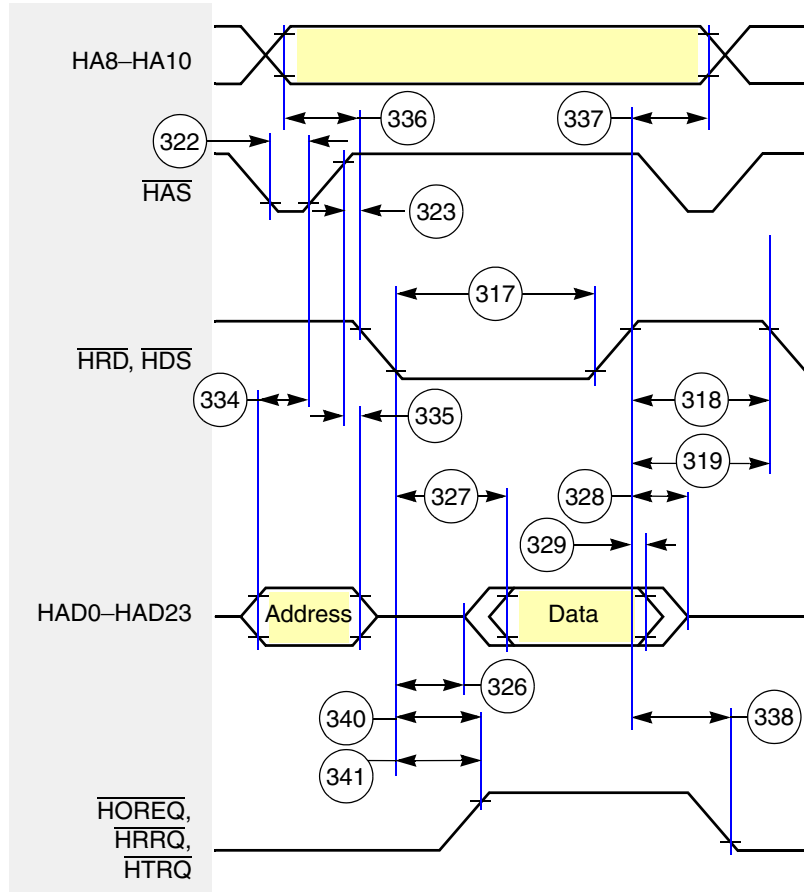 HA8–HA10
336
337
322
HAS
323
317
HRD, HDS
334
335
318
319
327
328
329
HAD0–HAD23
Address
Data
326
340
338
341
HOREQ,
HRRQ,
HTRQ